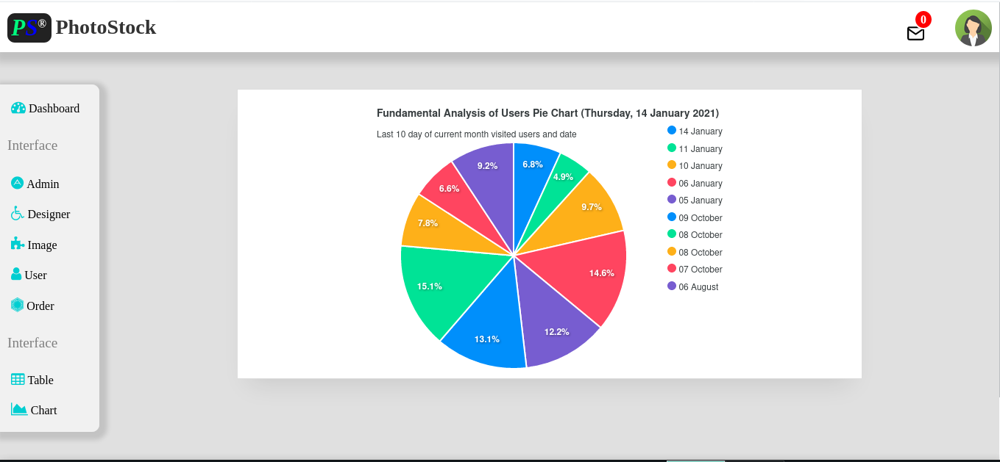 PS® PhotoStock
0
Dashboard
Interface
Admin
Designer
Image
User
Order
Interface
Table
Chart
Fundamental Analysis of Users Pie Chart (Thursday, 14 January 2021)
Last 10 day of current month visited users and date
14 January
11 January
10 January
06 January
05 January
09 October
08 October
08 October
07 October
06 August
6.8%
4.9%
9.7%
14.6%
12.2%
13.1%
15.1%
7.8%
6.6%
9.2%